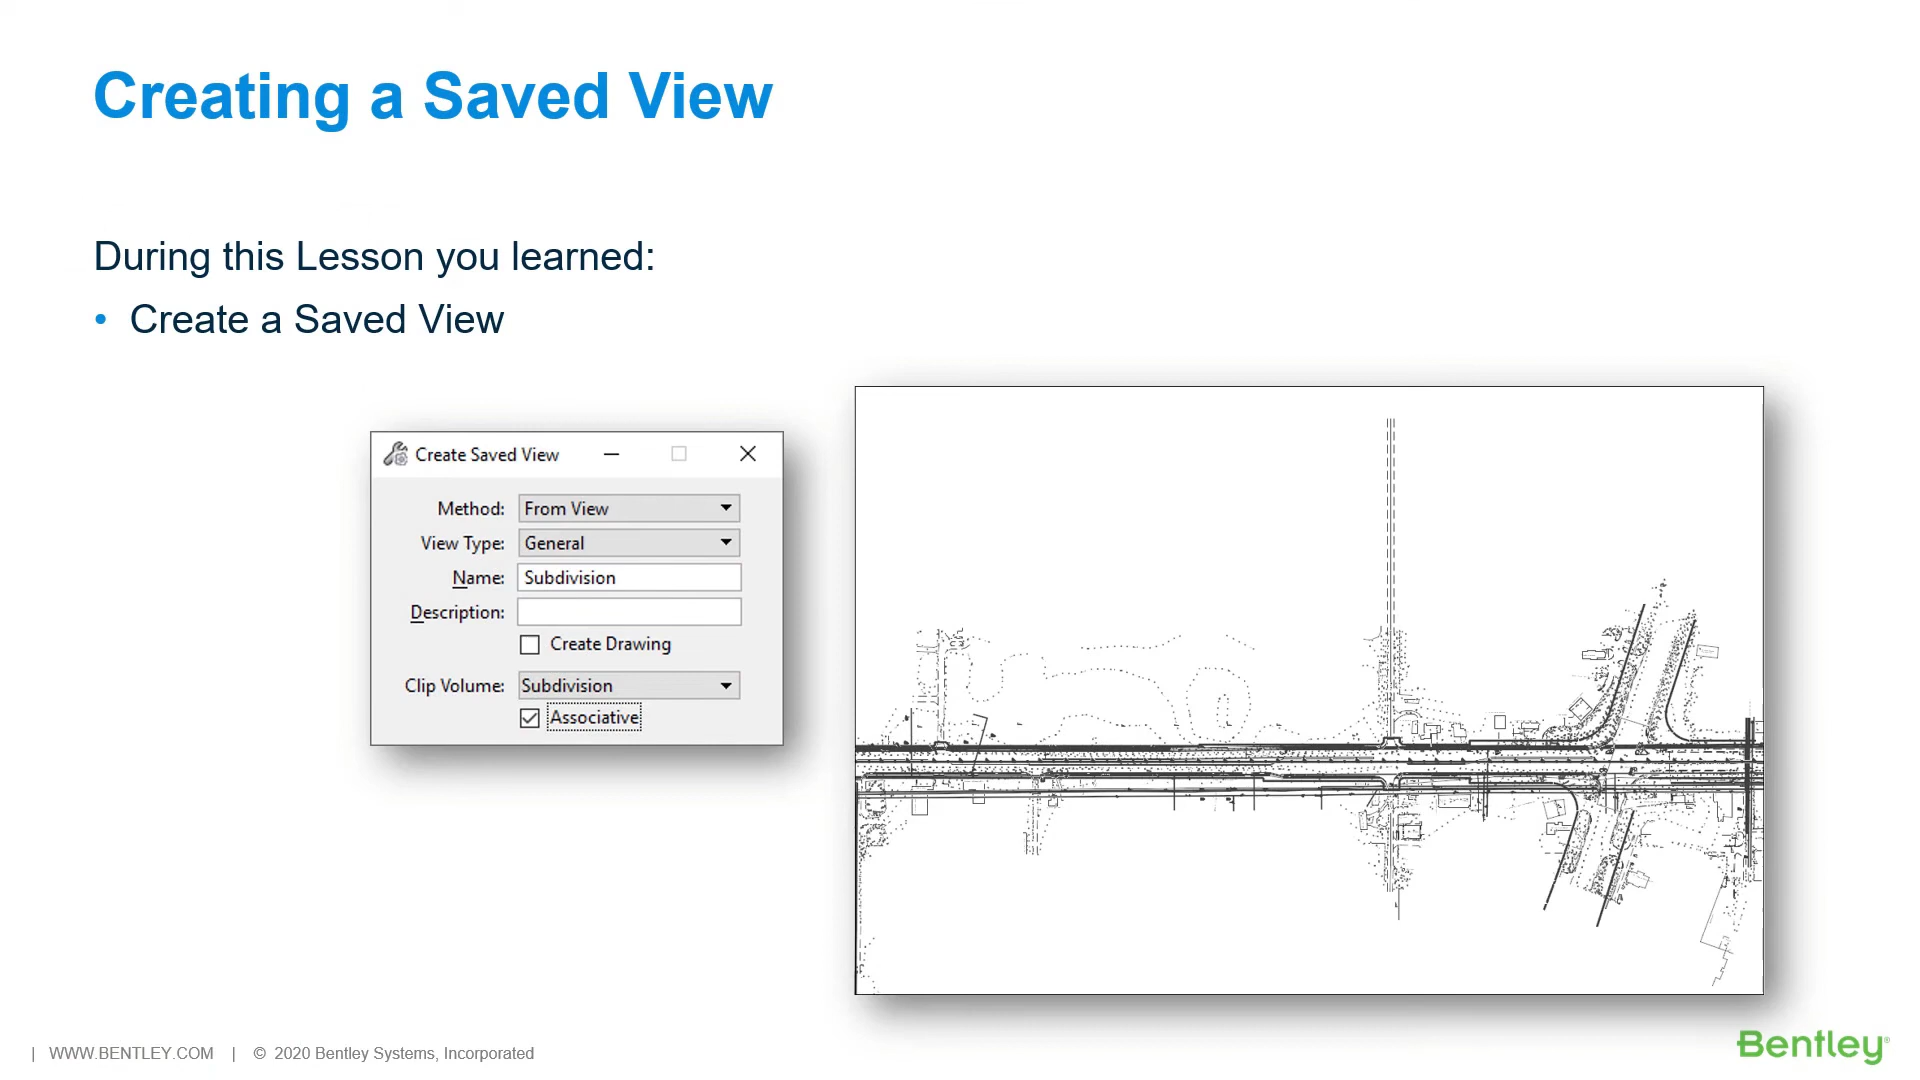 Creating a Saved View
During this Lesson you learned:
• Create a Saved View
Create Saved View
Method: From View
View Type: General
Name: Subdivision
Description:
Create Drawing
Clip Volume: Subdivision
Associative
| WWW.BENTLEY.COM | © 2020 Bentley Systems, Incorporated
Bentley®